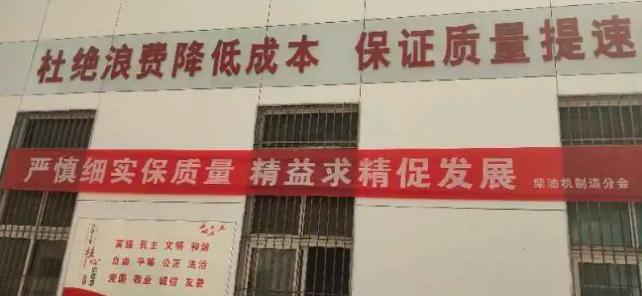 杜绝浪费降低成本 保证质量提速
严慎细实保质量 精益求精促发展 柴油机制造分会
富强 民主 文明 和谐
自由 平等 公正 法治
爱国 敬业 诚信 友善